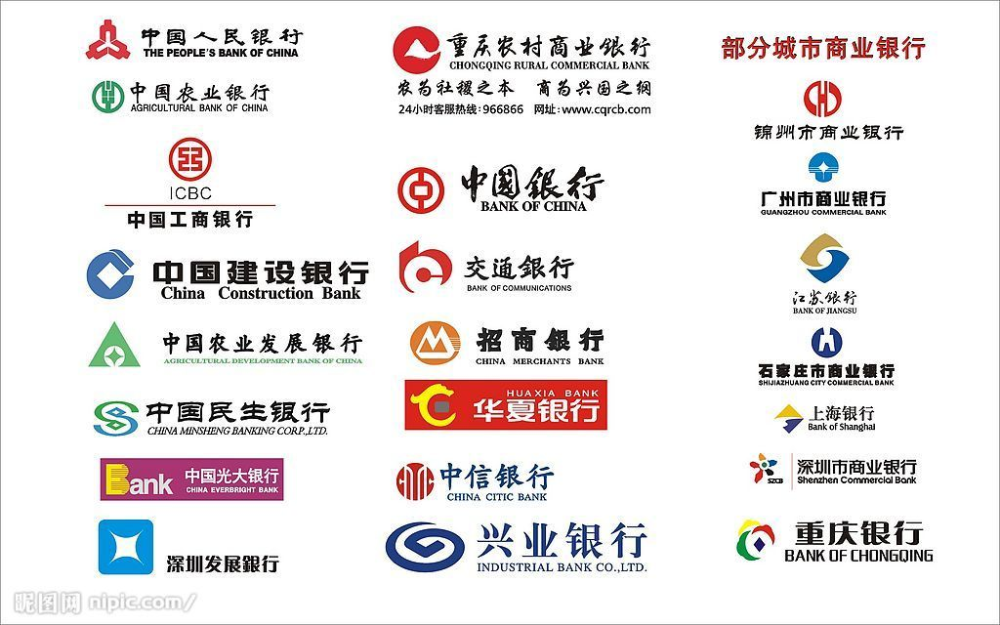 中国人民银行
THE PEOPLE'S BANK OF CHINA
中国农业银行
AGRICULTURAL BANK OF CHINA
ICBC
中国工商银行
中国建设银行
China Construction Bank
中国农业发展银行
AGRICULTURAL DEVELOPMENT BANK OF CHINA
中国民生银行
CHINA MINSHENG BANKING CORP.,LTD.
Bank
中国光大银行
CHINA EVERBRIGHT BANK
深圳发展銀行
重庆农村商业银行
CHONGQING RURAL COMMERCIAL BANK
农为社稷之本 商为兴国之纲
24小时客服热线:966866 网址:www.cqrcb.com
中國銀行
BANK OF CHINA
交通銀行
BANK OF COMMUNICATIONS
招商銀行
CHINA MERCHANTS BANK
HUAXIA BANK
华夏银行
中信银行
CHINA CITIC BANK
兴业银行
INDUSTRIAL BANK CO.,LTD.
部分城市商业银行
锦州市商业银行
广州市商业银行
GUANGZHOU COMMERCIAL BANK
江苏银行
BANK OF JIANGSU
石家庄市商业银行
SHIJIAZHUANG CITY COMMERCIAL BANK
上海银行
Bank of Shanghai
SZCB
深圳市商业银行
Shenzhen Commercial Bank
重庆银行
BANK OF CHONGQING
昵图网 nipic.com/